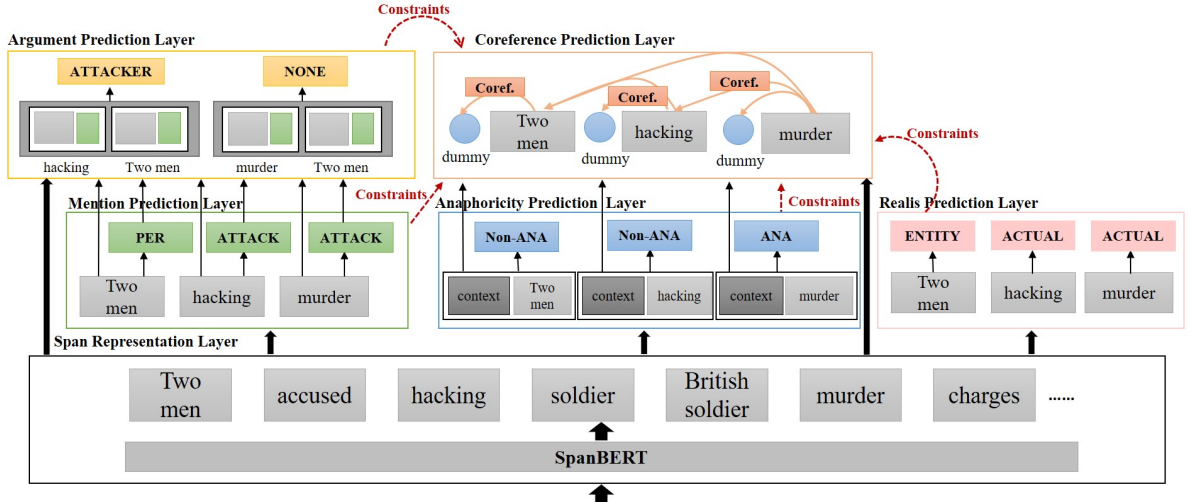 Constraints
Argument Prediction Layer
Coreference Prediction Layer
ATTACKER
NONE
Coref.
Coref.
Coref.
Two
men
hacking
murder
dummy
dummy
dummy
hacking
Two men
murder
Two men
Constraints
Constraints
Constraints
Mention Prediction Layer
Anaphoricity Prediction Layer
Realis Prediction Layer
PER
ATTACK
ATTACK
Non-ANA
Non-ANA
ANA
ENTITY
ACTUAL
ACTUAL
Two
men
hacking
murder
context
Two
men
context
hacking
context
murder
Two
men
hacking
murder
Span Representation Layer
Two
men
accused
hacking
soldier
British
soldier
murder
charges
......
SpanBERT